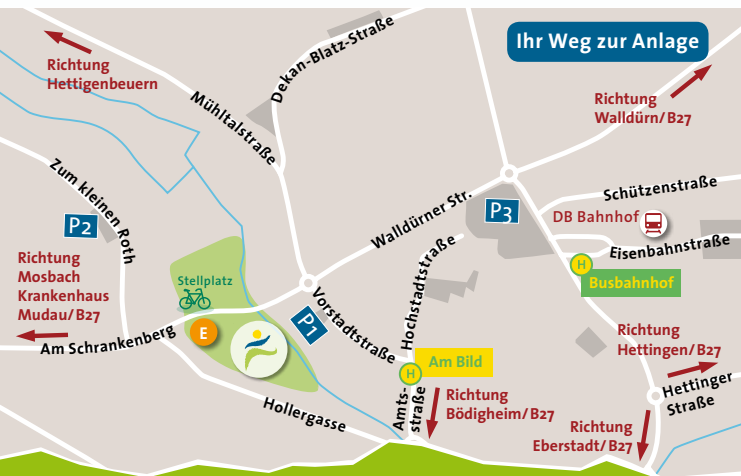 Ihr Weg zur Anlage
Richtung
Hettigenbeuern
Dekan-Blatz-Straße
Mühltalstraße
Richtung
Walldürn/B27
Zum kleinen Roth
P2
Walldürner Str.
P3
Schützenstraße
DB Bahnhof
Eisenbahnstraße
H
Busbahnhof
Richtung
Mosbach
Krankenhaus
Mudau/B27
Stellplatz
E
Am Schrankenberg
P1
Vorstadtstraße
Hochstadtstraße
H
Am Bild
Amts-
straße
Hollergasse
Richtung
Bödigheim/B27
Richtung
Hettingen/B27
Hettinger
Straße
Richtung
Eberstadt/B27